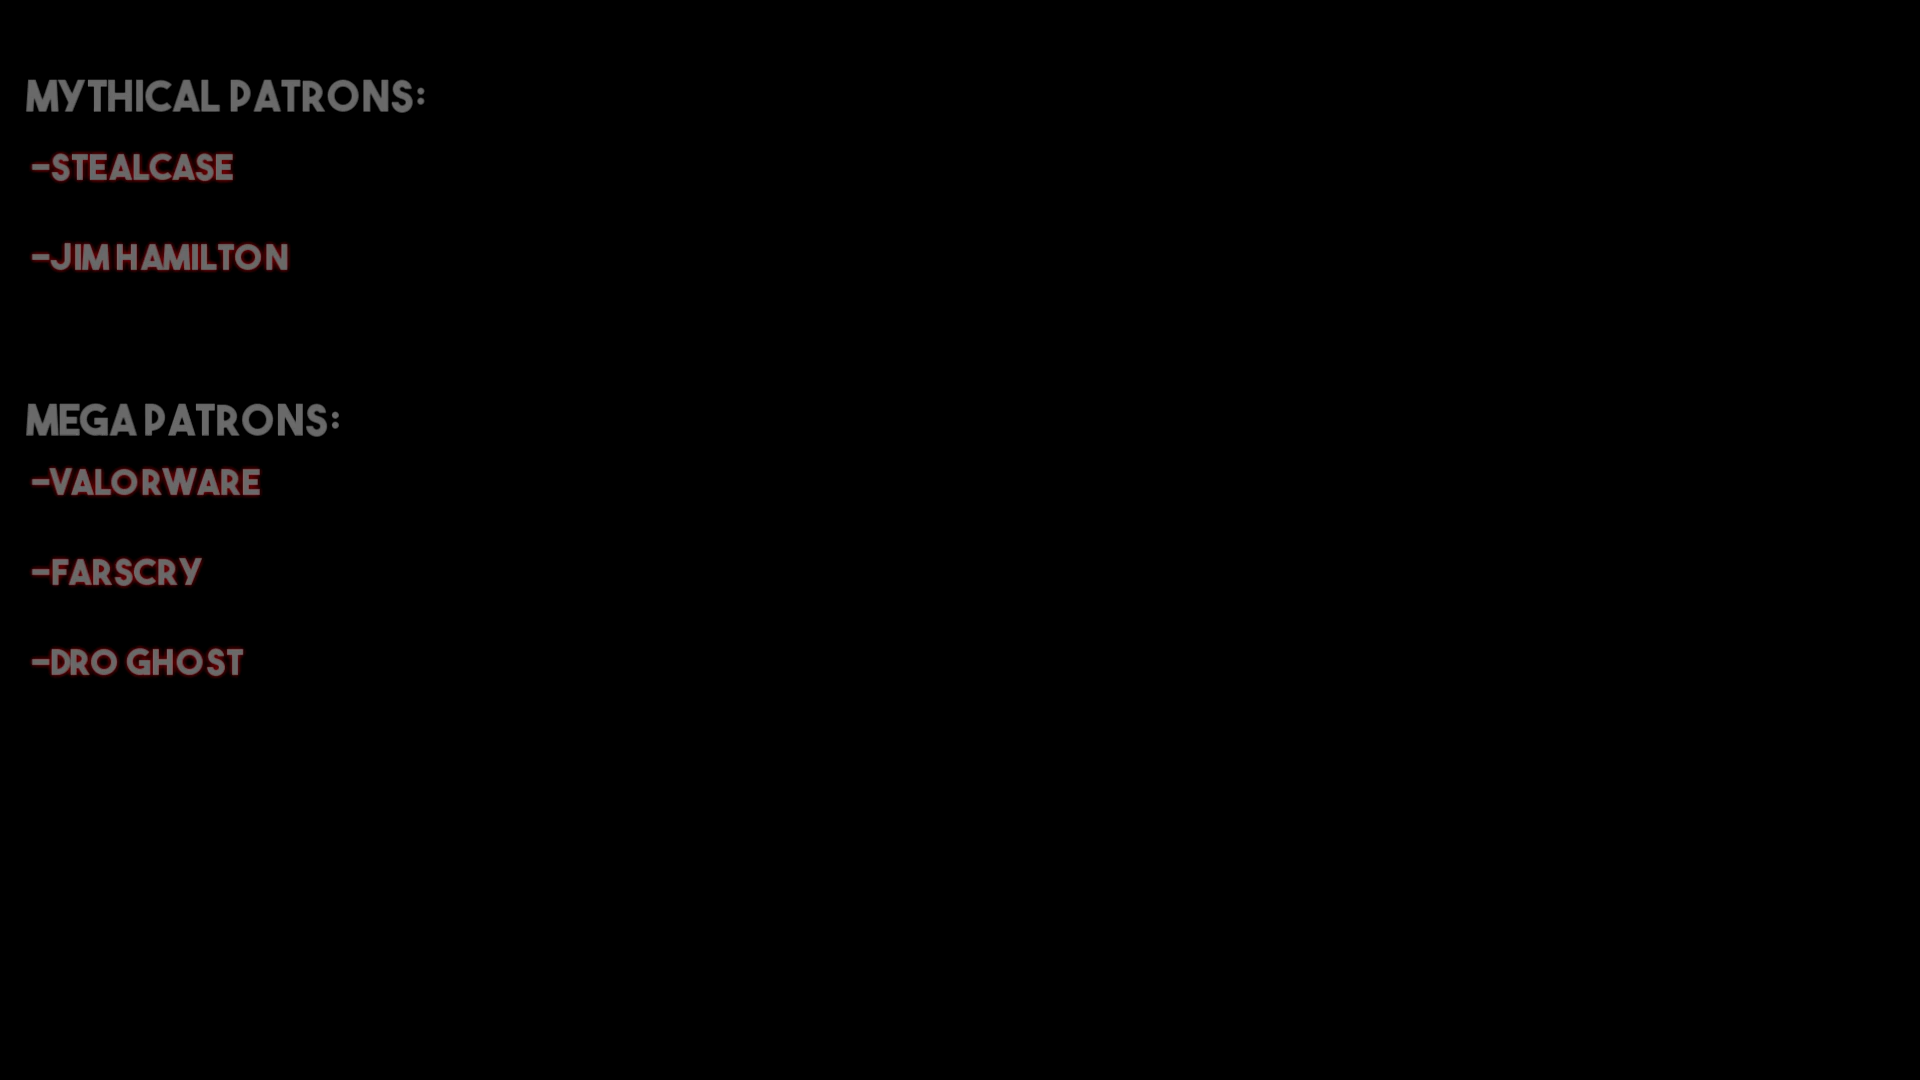 MYTHICAL PATRONS:
-STEALCASE
-JIM HAMILTON
MEGA PATRONS:
-VALORWARE
-FARSCRY
-DRO GHOST